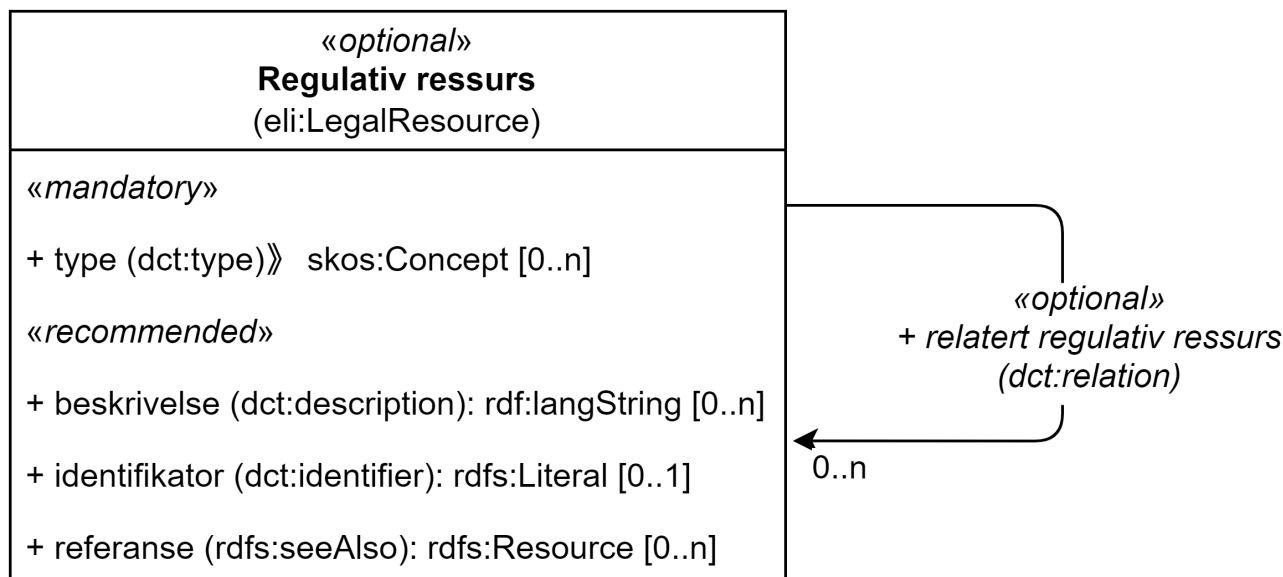 «optional»
Regulativ ressurs
(eli:LegalResource)
«mandatory»
+ type (dct:type)》 skos:Concept [0..n]
«recommended»
+ beskrivelse (dct:description): rdf:langString [0..n]
+ identifikator (dct:identifier): rdfs:Literal [0..1]
+ referanse (rdfs:seeAlso): rdfs:Resource [0..n]
«optional»
+ relatert regulativ ressurs
(dct:relation)
0..n